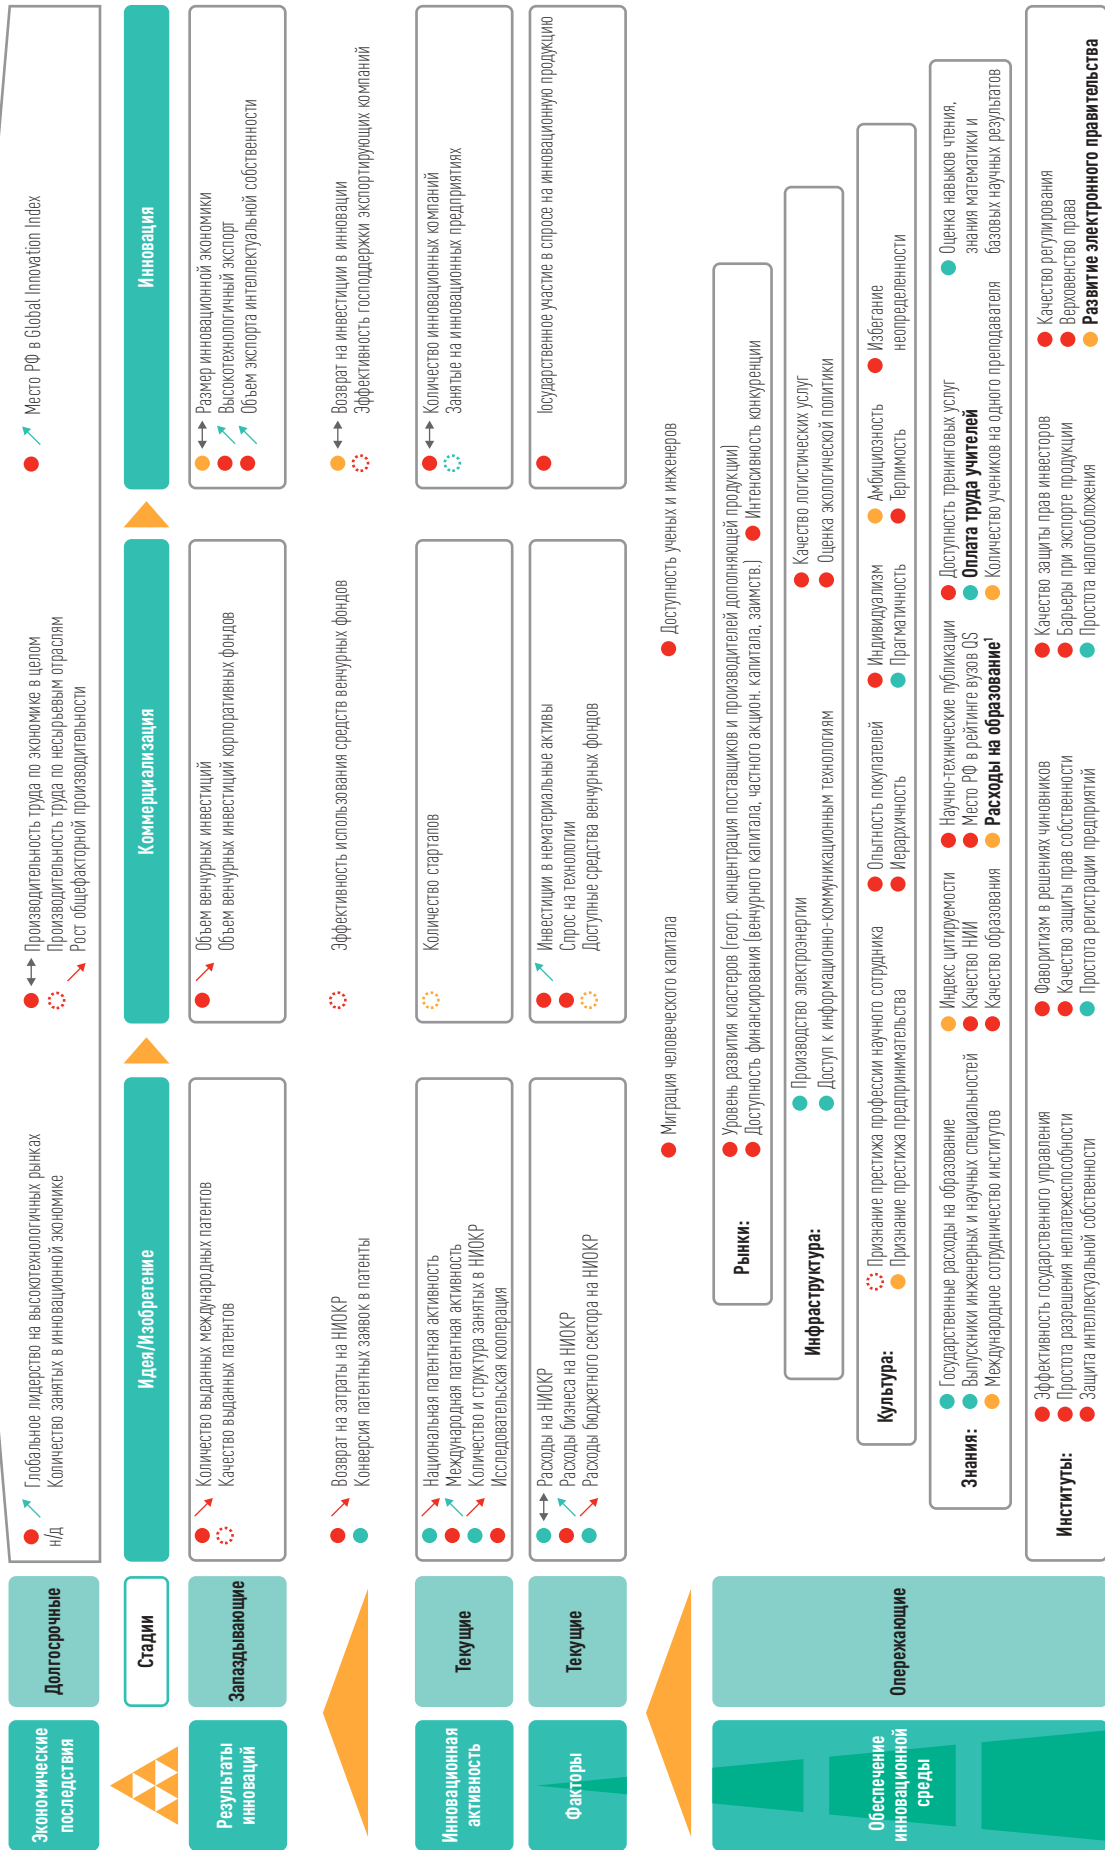 Экономические
последствия
Долгосрочные
Глобальное лидерство на высокотехнологичных рынках
н/д
Количество занятых в инновационной экономике
Производительность труда по экономике в целом
Производительность труда по несырьевым отраслям
Рост общефакторной производительности
Место РФ в Global Innovation Index
Стадии
Идея/Изобретение
Коммерциализация
Инновация
Результаты
инноваций
Запаздывающие
Количество выданных международных патентов
Качество выданных патентов
Объем венчурных инвестиций
Объем венчурных инвестиций корпоративных фондов
Размер инновационной экономики
Высокотехнологичный экспорт
Объем экспорта интеллектуальной собственности
Возврат на затраты на НИОКР
Конверсия патентных заявок в патенты
Эффективность использования средств венчурных фондов
Возврат на инвестиции в инновации
Эффективность господдержки экспортирующих компаний
Инновационная
активность
Текущие
Национальная патентная активность
Международная патентная активность
Количество и структура занятых в НИОКР
Исследовательская кооперация
Количество стартапов
Количество инновационных компаний
Занятые на инновационных предприятиях
Факторы
Текущие
Расходы на НИОКР
Расходы бизнеса на НИОКР
Расходы бюджетного сектора на НИОКР
Инвестиции в нематериальные активы
Спрос на технологии
Доступные средства венчурных фондов
Государственное участие в спросе на инновационную продукцию
Обеспечение
инновационной
среды
Опережающие
Миграция человеческого капитала
Доступность ученых и инженеров
Рынки:
Уровень развития кластеров (геогр. концентрация поставщиков и производителей дополняющей продукции)
Доступность финансирования (венчурного капитала, частного акцион. капитала, заимств.)
Интенсивность конкуренции
Инфраструктура:
Производство электроэнергии
Доступ к информационно-коммуникационным технологиям
Качество логистических услуг
Оценка экологической политики
Культура:
Признание престижа профессии научного сотрудника
Признание престижа предпринимательства
Опытность покупателей
Иерархичность
Индивидуализм
Прагматичность
Амбициозность
Терпимость
Избегание
неопределенности
Знания:
Государственные расходы на образование
Выпускники инженерных и научных специальностей
Международное сотрудничество институтов
Индекс цитируемости
Качество НИИ
Качество образования
Научно-технические публикации
Место РФ в рейтинге вузов QS
Расходы на образование¹
Доступность тренинговых услуг
Оплата труда учителей
Количество учеников на одного преподавателя
Оценка навыков чтения,
знания математики и
базовых научных результатов
Институты:
Эффективность государственного управления
Простота разрешения неплатежеспособности
Защита интеллектуальной собственности
Фаворитизм в решениях чиновников
Качество защиты прав собственности
Простота регистрации предприятий
Качество защиты прав инвесторов
Барьеры при экспорте продукции
Простота налогообложения
Качество регулирования
Верховенство права
Развитие электронного правительства